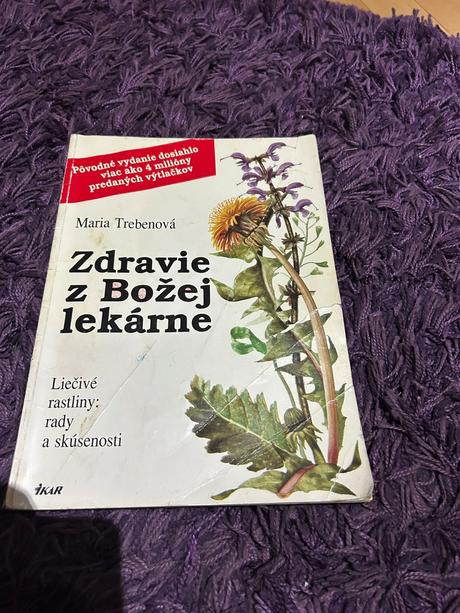 Pôvodné vydanie dosiahlo
viac ako 4 milióny
predaných výtlačkov
Maria Trebenová
Zdravie
z Božej
lekárne
Liečivé
rastliny:
rady
a skúsenosti
IKAR